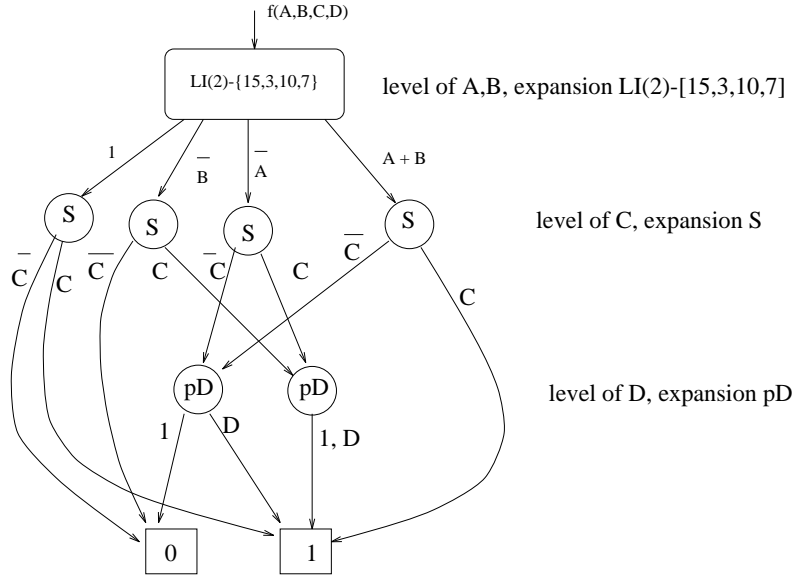 f(A,B,C,D)
LI(2)-{15,3,10,7}
level of A,B, expansion LI(2)-[15,3,10,7]
1
B̅
A̅
A + B
S
S
S
S
level of C, expansion S
C̅
C
C̅
C
C̅
C
C̅
C
pD
pD
level of D, expansion pD
1
D
1, D
0
1